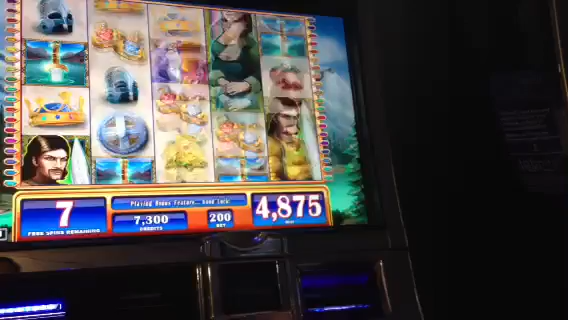 Playing Bonus Feature... Good Luck!
7
FREE SPINS REMAINING
7,300
CREDITS
200
BET
4,875
WIN